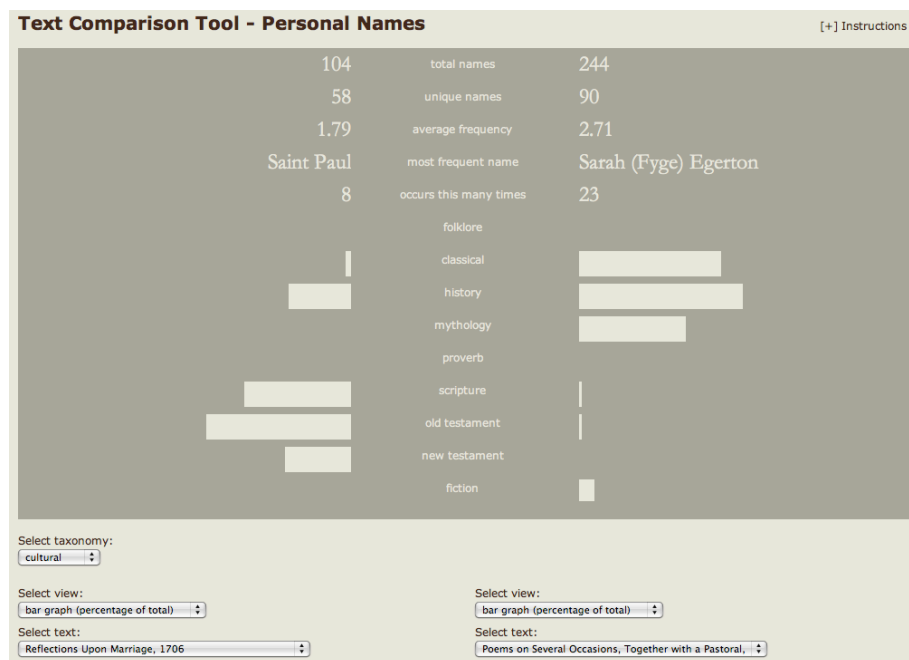 Text Comparison Tool - Personal Names
[+] Instructions
104 total names 244
58 unique names 90
1.79 average frequency 2.71
Saint Paul most frequent name Sarah (Fyge) Egerton
8 occurs this many times 23
folklore
classical
history
mythology
proverb
scripture
old testament
new testament
fiction
Select taxonomy:
cultural
Select view: Select view:
bar graph (percentage of total) bar graph (percentage of total)
Select text: Select text:
Reflections Upon Marriage, 1706 Poems on Several Occasions, Together with a Pastoral,